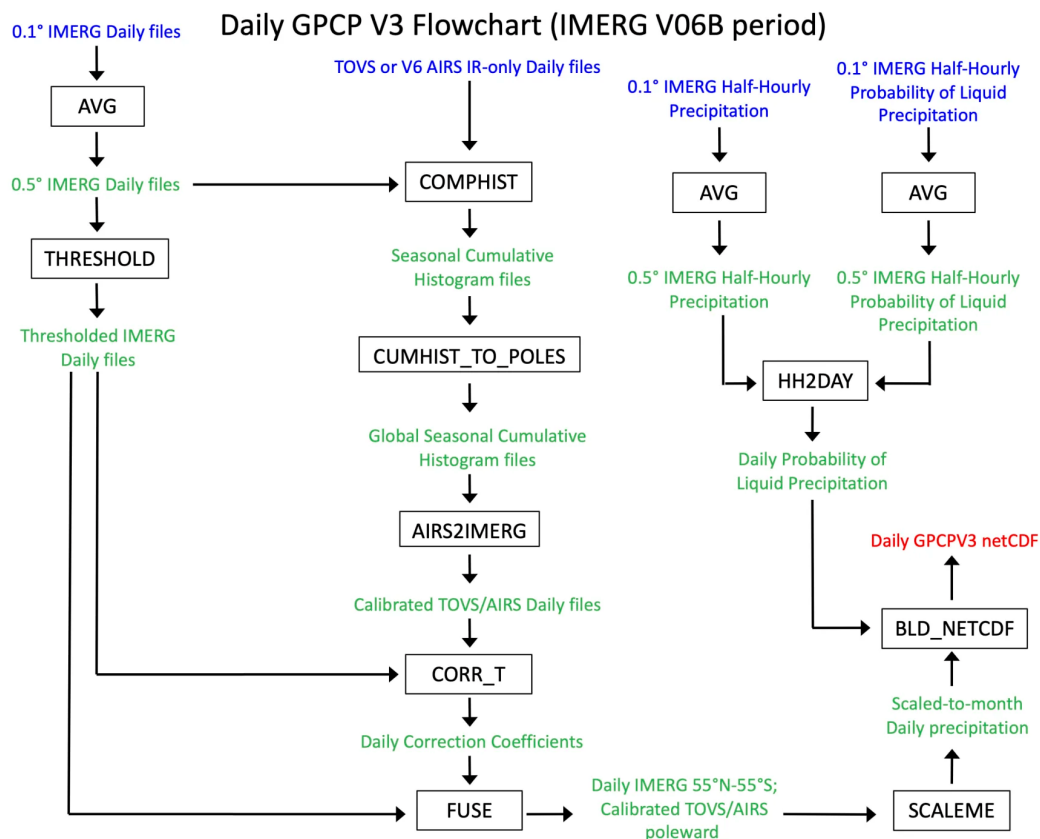 Daily GPCP V3 Flowchart (IMERG V06B period)
0.1° IMERG Daily files
AVG
0.5° IMERG Daily files
THRESHOLD
Thresholded IMERG
Daily files
TOVS or V6 AIRS IR-only Daily files
COMPHIST
Seasonal Cumulative
Histogram files
CUMHIST_TO_POLES
Global Seasonal Cumulative
Histogram files
AIRS2IMERG
Calibrated TOVS/AIRS Daily files
CORR_T
Daily Correction Coefficients
FUSE
Daily IMERG 55°N-55°S;
Calibrated TOVS/AIRS
poleward
0.1° IMERG Half-Hourly
Precipitation
AVG
0.5° IMERG Half-Hourly
Precipitation
0.1° IMERG Half-Hourly
Probability of Liquid
Precipitation
AVG
0.5° IMERG Half-Hourly
Probability of Liquid
Precipitation
HH2DAY
Daily Probability of
Liquid Precipitation
Daily GPCPV3 netCDF
BLD_NETCDF
Scaled-to-month
Daily precipitation
SCALEME